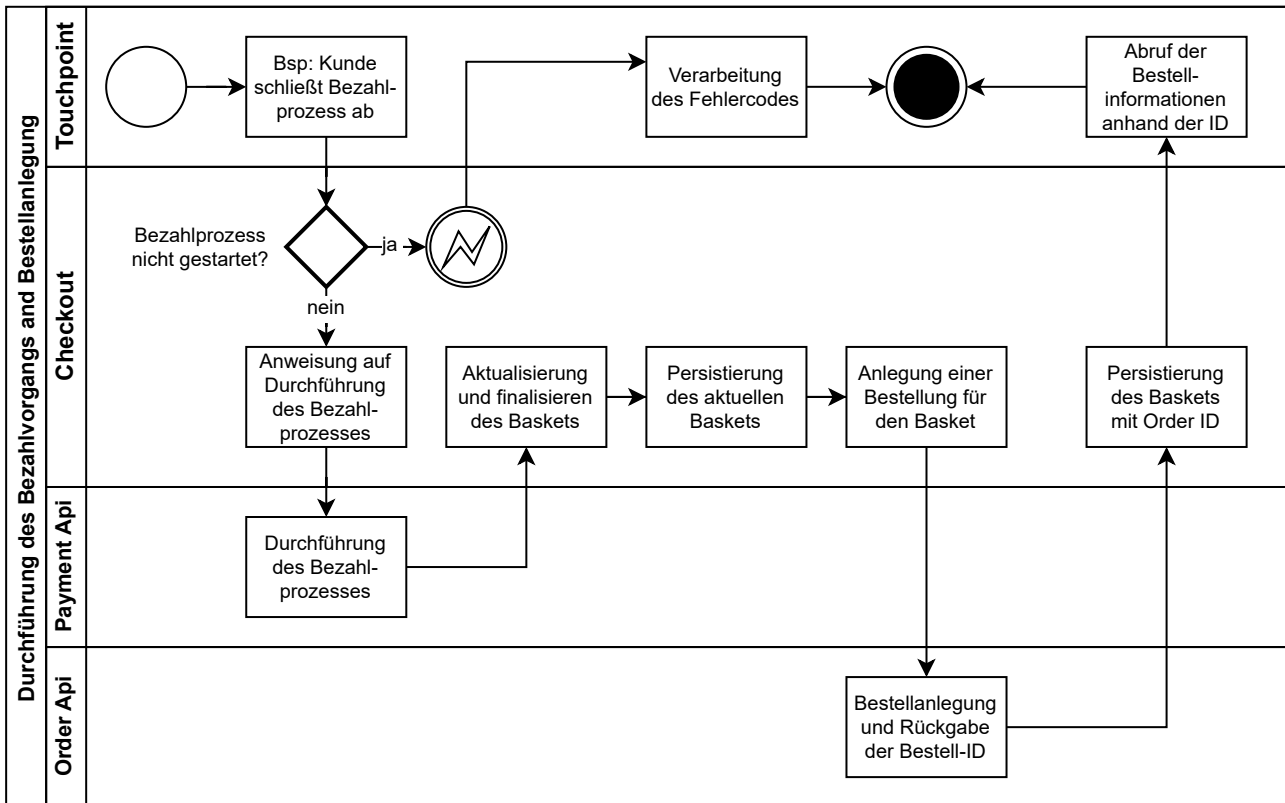 Durchführung des Bezahlvorgangs and Bestellanlegung
Touchpoint
Bsp: Kunde
schließt Bezahl-
prozess ab
Verarbeitung
des Fehlercodes
Abruf der
Bestell-
informationen
anhand der ID
Checkout
Bezahlprozess
nicht gestartet?
ja
nein
Anweisung auf
Durchführung
des Bezahl-
prozesses
Aktualisierung
und finalisieren
des Baskets
Persistierung
des aktuellen
Baskets
Anlegung einer
Bestellung für
den Basket
Persistierung
des Baskets
mit Order ID
Payment Api
Durchführung
des Bezahl-
prozesses
Order Api
Bestellanlegung
und Rückgabe
der Bestell-ID